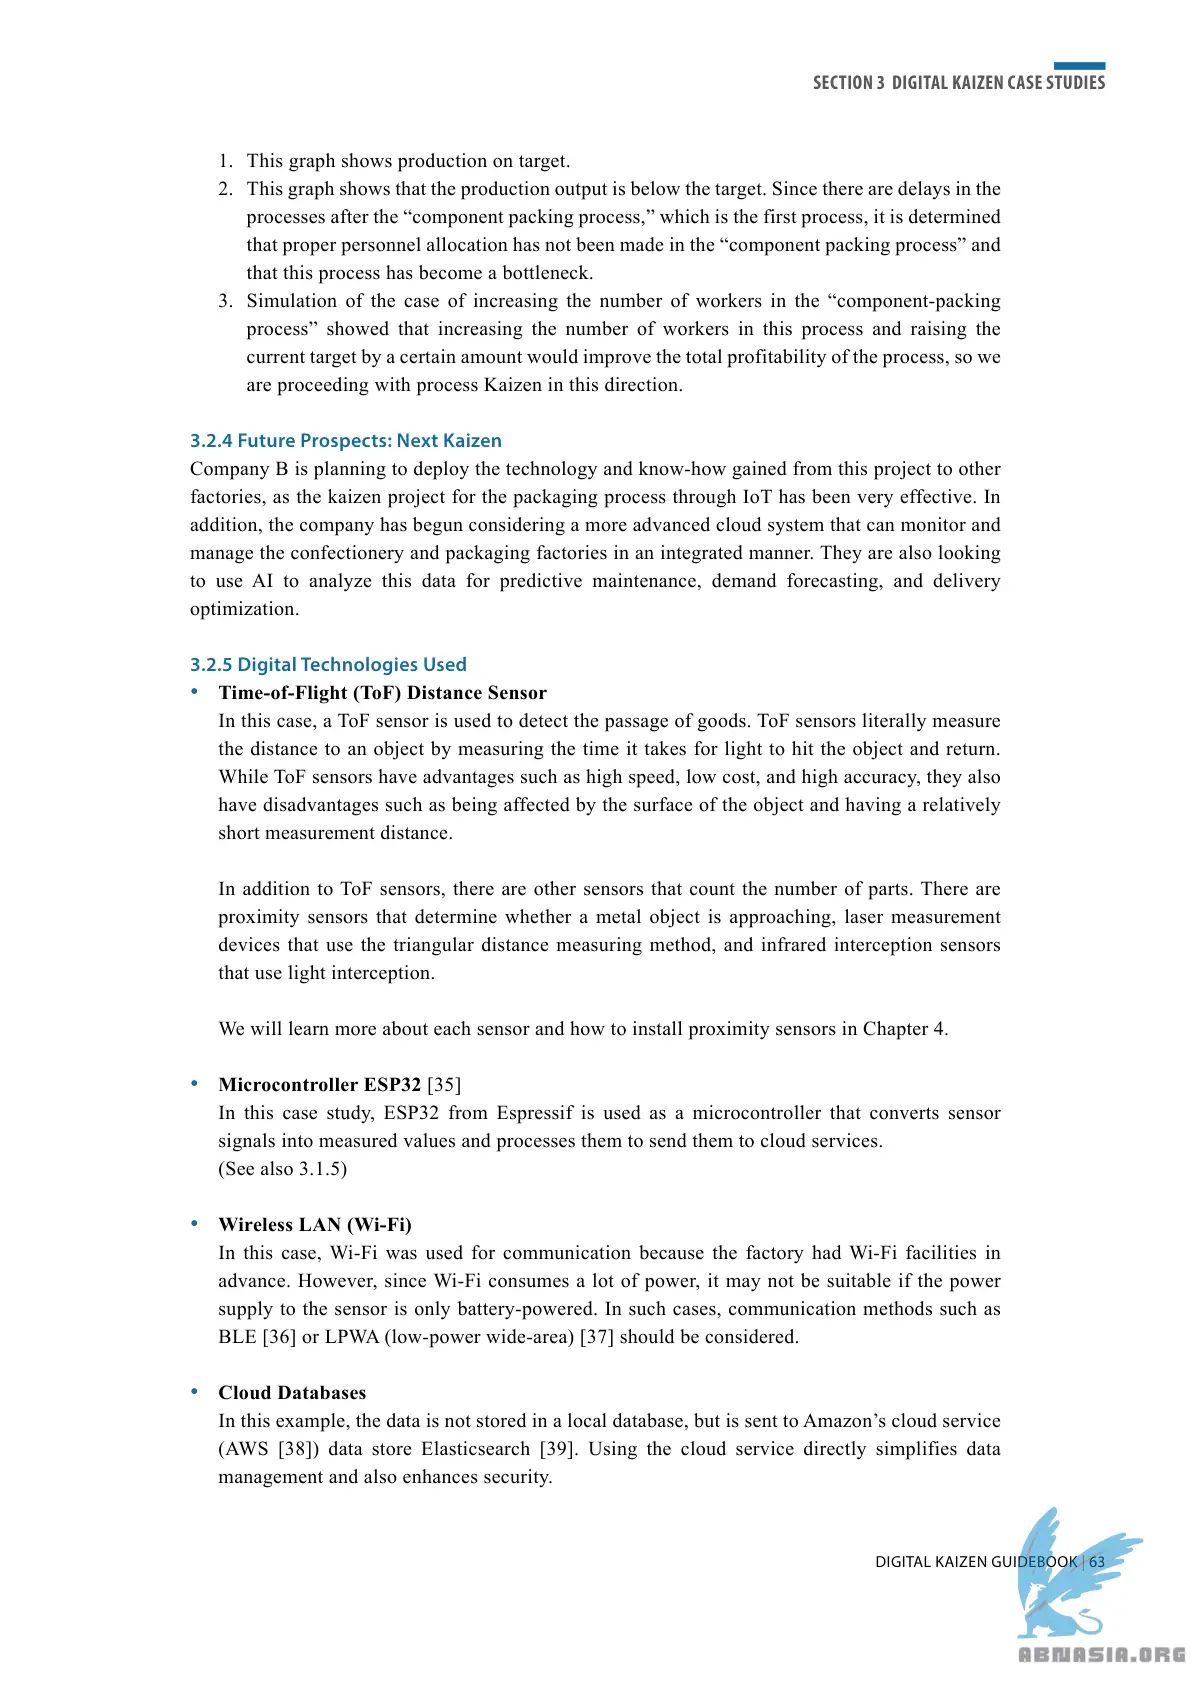 SECTION 3 DIGITAL KAIZEN CASE STUDIES
1. This graph shows production on target.
2. This graph shows that the production output is below the target. Since there are delays in the
processes after the “component packing process,” which is the first process, it is determined
that proper personnel allocation has not been made in the “component packing process” and
that this process has become a bottleneck.
3. Simulation of the case of increasing the number of workers in the “component-packing
process” showed that increasing the number of workers in this process and raising the
current target by a certain amount would improve the total profitability of the process, so we
are proceeding with process Kaizen in this direction.
3.2.4 Future Prospects: Next Kaizen
Company B is planning to deploy the technology and know-how gained from this project to other
factories, as the kaizen project for the packaging process through IoT has been very effective. In
addition, the company has begun considering a more advanced cloud system that can monitor and
manage the confectionery and packaging factories in an integrated manner. They are also looking
to use AI to analyze this data for predictive maintenance, demand forecasting, and delivery
optimization.
3.2.5 Digital Technologies Used
• Time-of-Flight (ToF) Distance Sensor
In this case, a ToF sensor is used to detect the passage of goods. ToF sensors literally measure
the distance to an object by measuring the time it takes for light to hit the object and return.
While ToF sensors have advantages such as high speed, low cost, and high accuracy, they also
have disadvantages such as being affected by the surface of the object and having a relatively
short measurement distance.
In addition to ToF sensors, there are other sensors that count the number of parts. There are
proximity sensors that determine whether a metal object is approaching, laser measurement
devices that use the triangular distance measuring method, and infrared interception sensors
that use light interception.
We will learn more about each sensor and how to install proximity sensors in Chapter 4.
• Microcontroller ESP32 [35]
In this case study, ESP32 from Espressif is used as a microcontroller that converts sensor
signals into measured values and processes them to send them to cloud services.
(See also 3.1.5)
• Wireless LAN (Wi-Fi)
In this case, Wi-Fi was used for communication because the factory had Wi-Fi facilities in
advance. However, since Wi-Fi consumes a lot of power, it may not be suitable if the power
supply to the sensor is only battery-powered. In such cases, communication methods such as
BLE [36] or LPWA (low-power wide-area) [37] should be considered.
• Cloud Databases
In this example, the data is not stored in a local database, but is sent to Amazon’s cloud service
(AWS [38]) data store Elasticsearch [39]. Using the cloud service directly simplifies data
management and also enhances security.
DIGITAL KAIZEN GUIDEBOOK | 63
ABNASIA.ORG